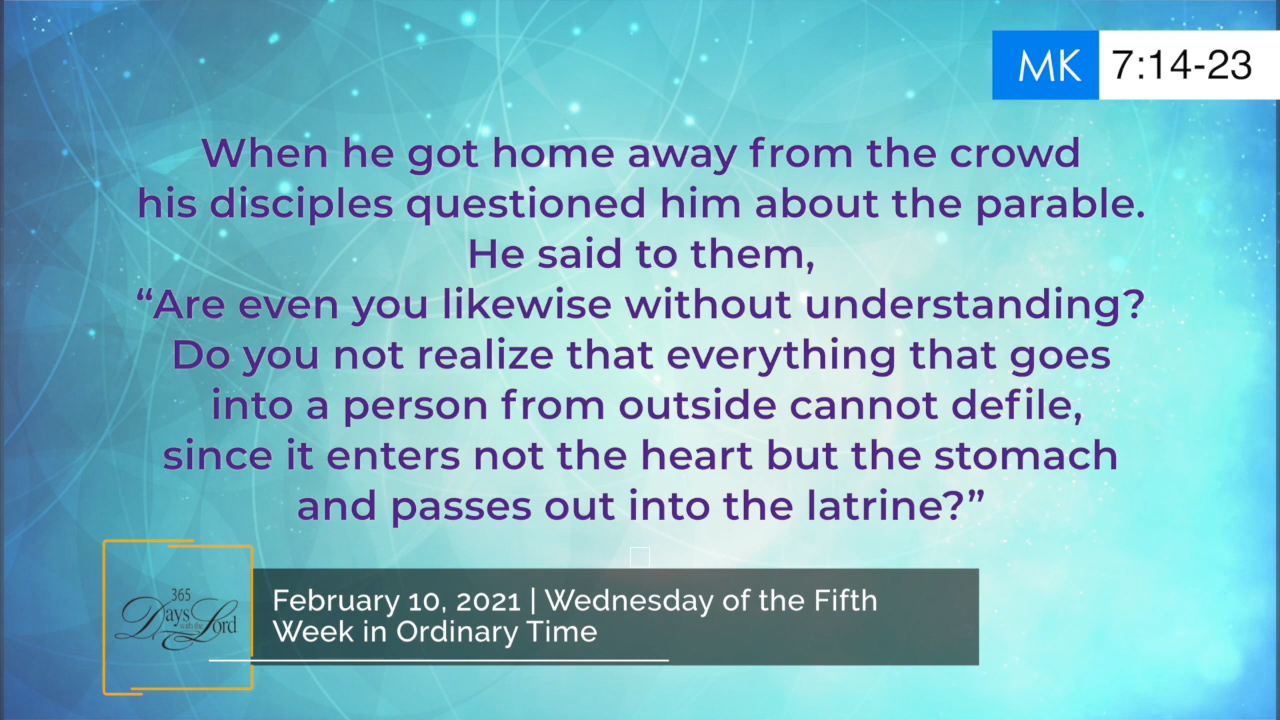 MK 7:14-23
When he got home away from the crowd
his disciples questioned him about the parable.
He said to them,
“Are even you likewise without understanding?
Do you not realize that everything that goes
into a person from outside cannot defile,
since it enters not the heart but the stomach
and passes out into the latrine?”
365
Days with the Lord
February 10, 2021 | Wednesday of the Fifth
Week in Ordinary Time